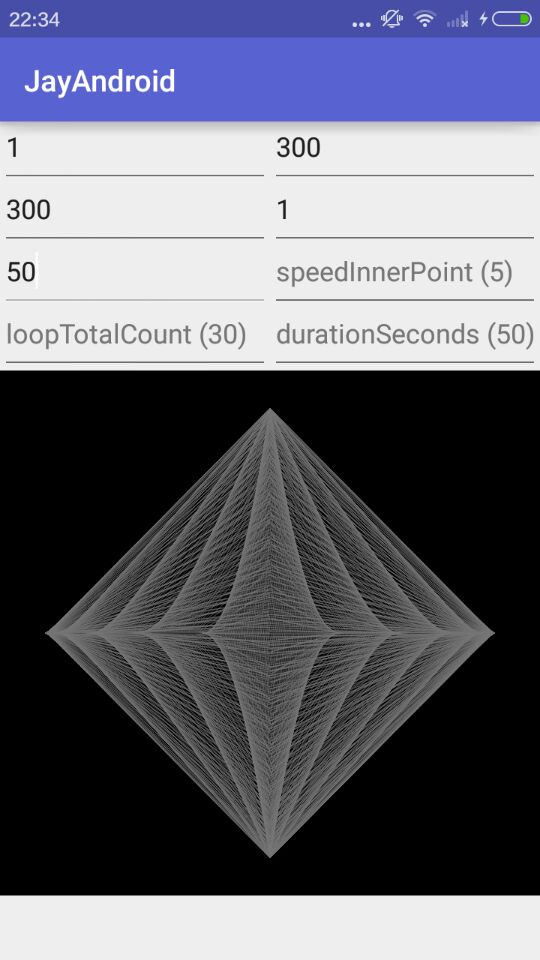 22:34
JayAndroid
1 300
300 1
50 speedInnerPoint (5)
loopTotalCount (30) durationSeconds (50)